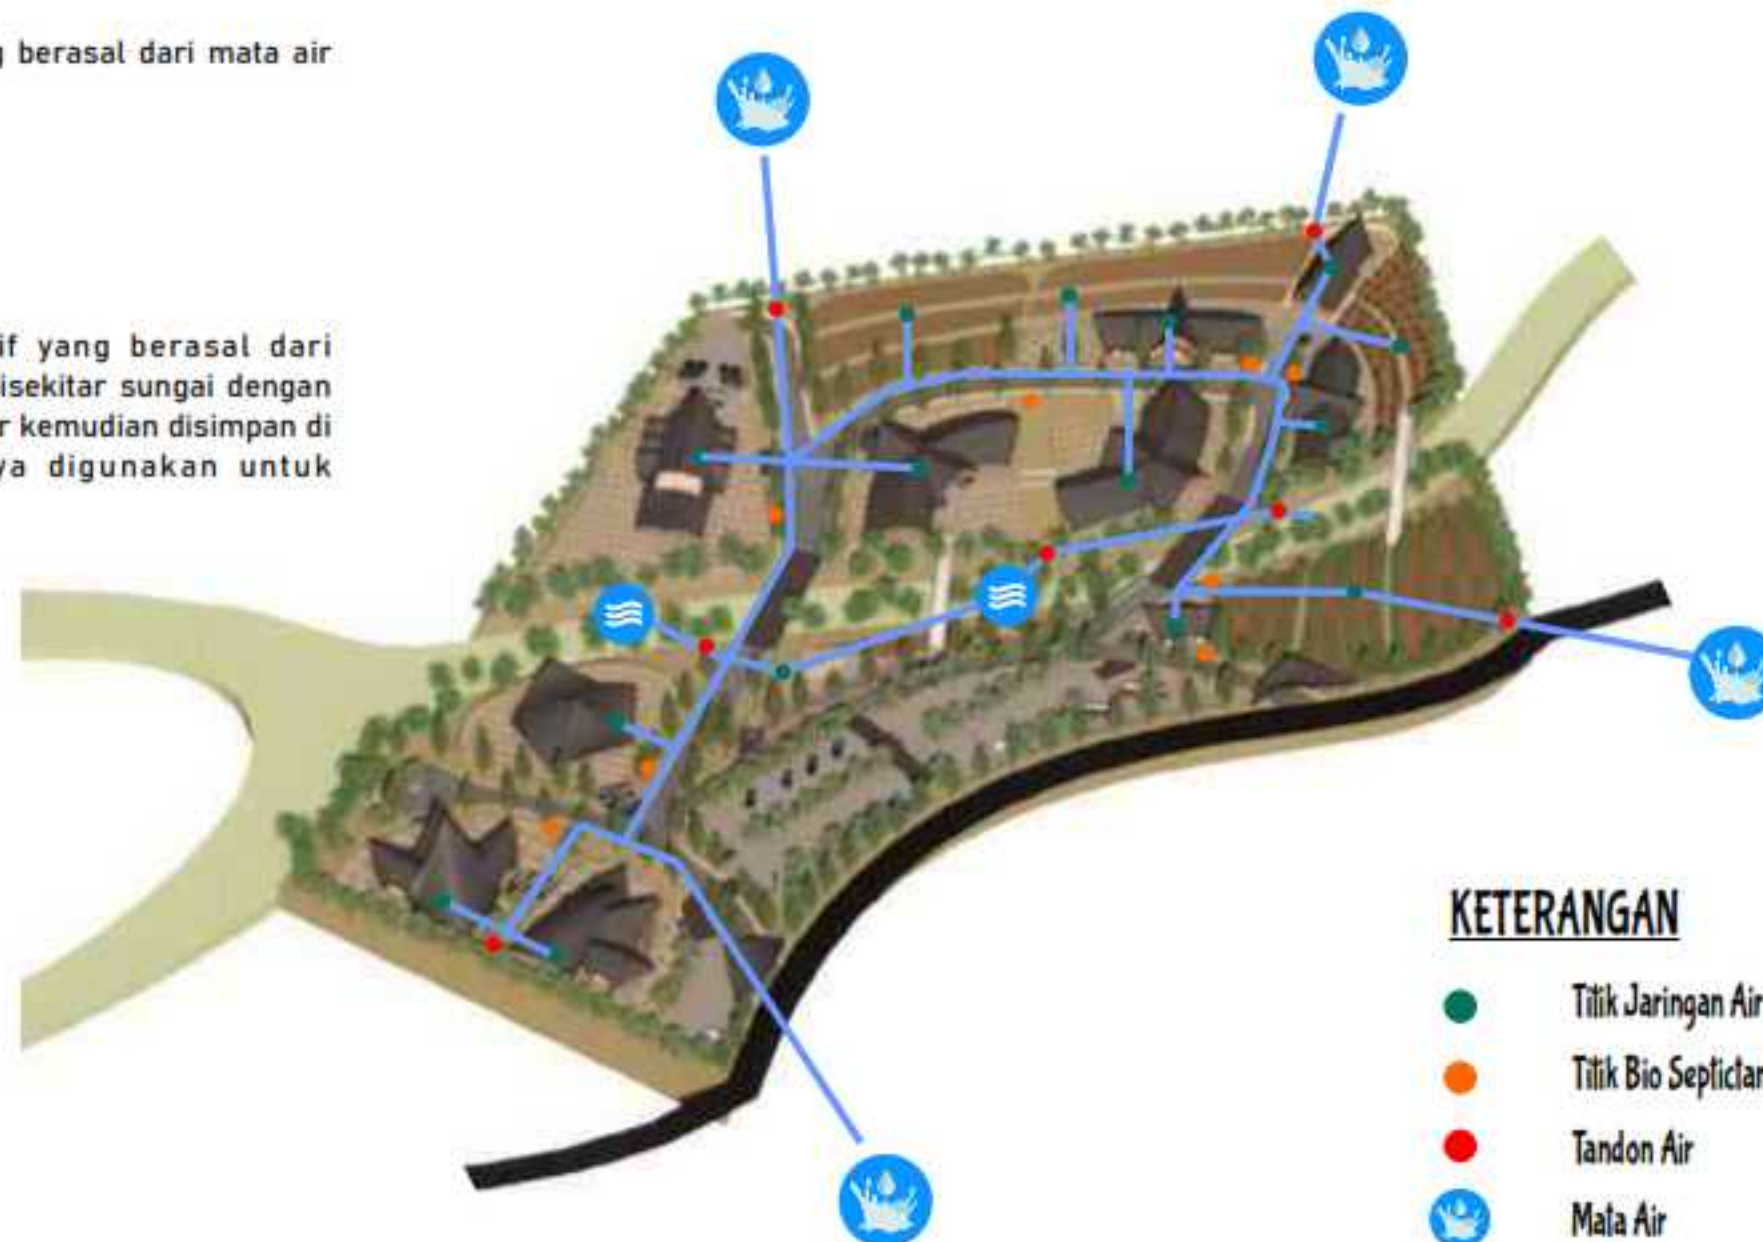 berasal dari mata air
if yang berasal dari
isekitar sungai dengan
r kemudian disimpan di
ya digunakan untuk
KETERANGAN
Titik Jaringan Air
Titik Bio Septictan
Tandon Air
Mata Air